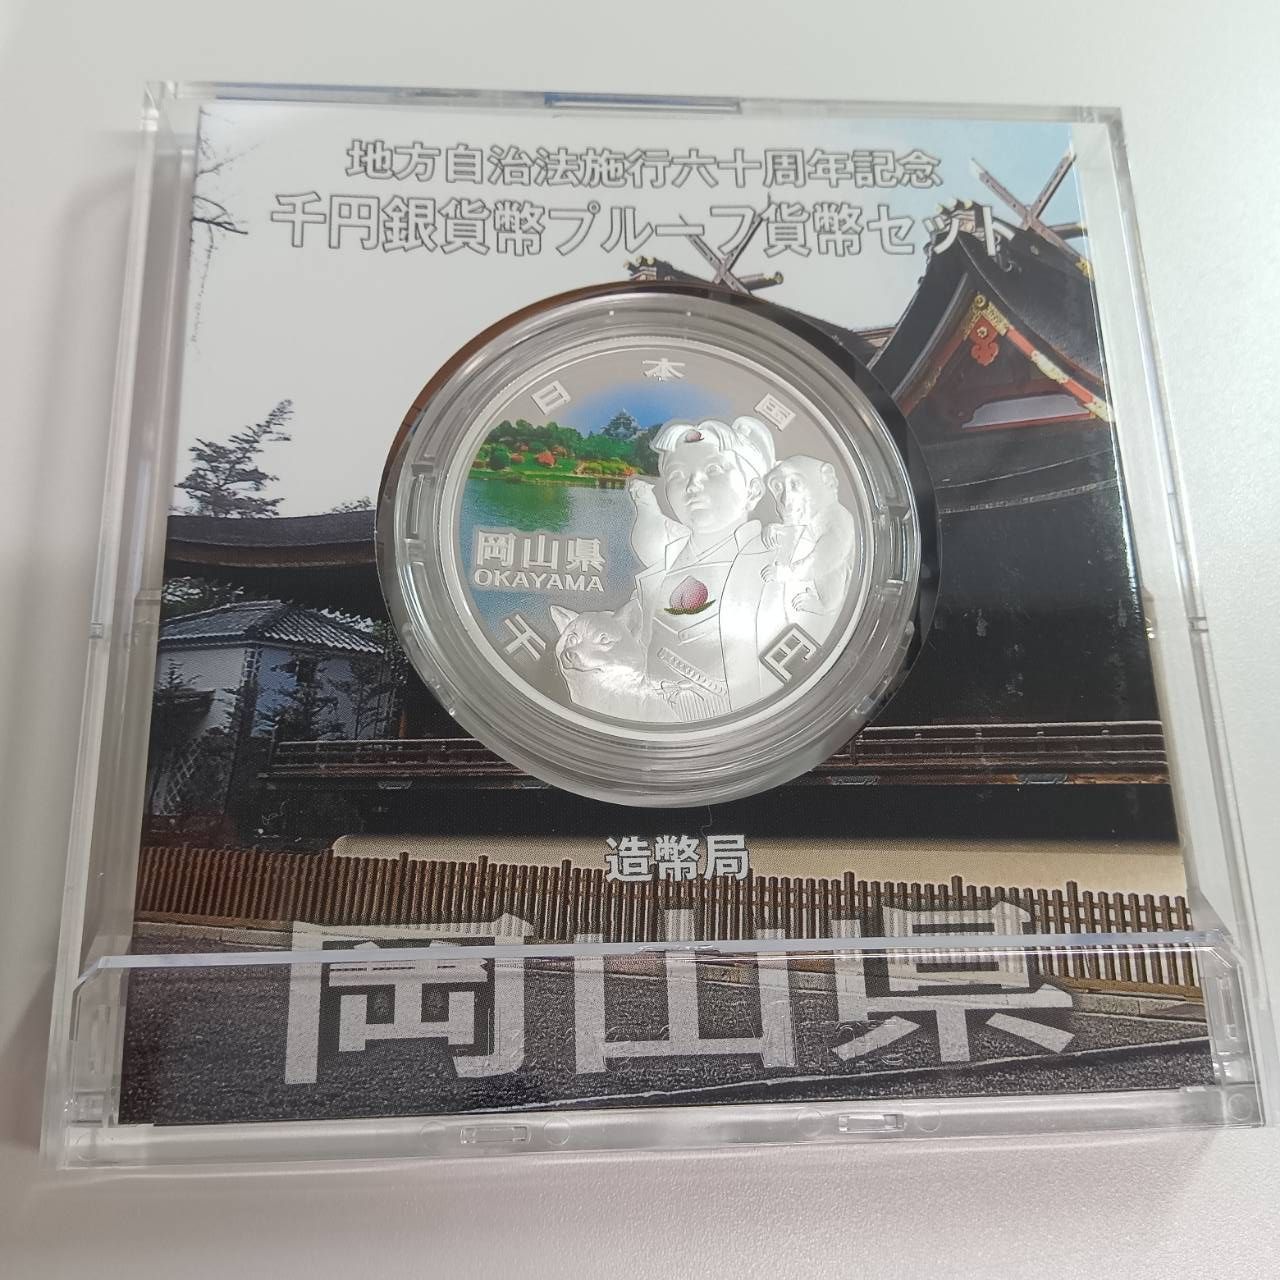 地方自治法施行六十周年記念
千円銀貨幣プルーフ貨幣セット
日本国
岡山県
OKAYAMA
千円
造幣局
岡山県